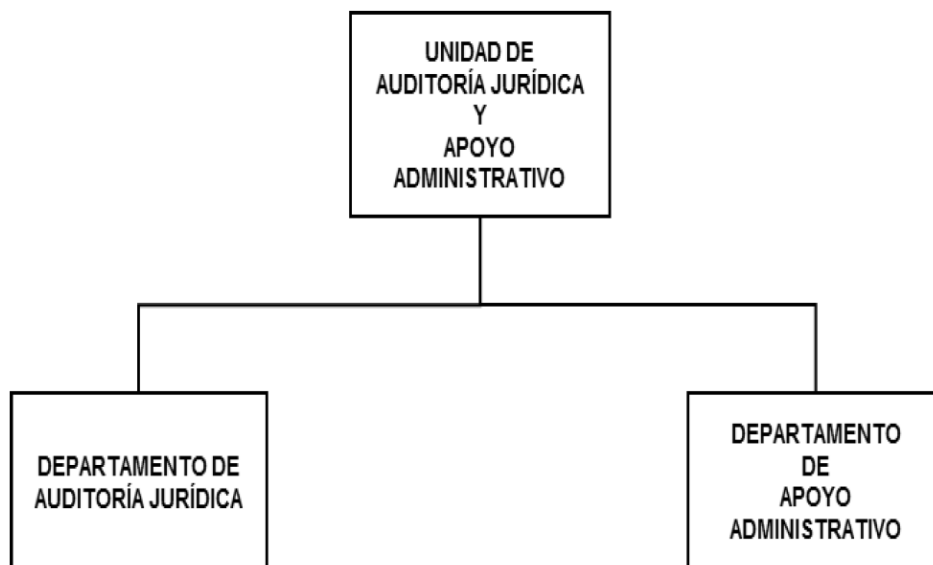 UNIDAD DE
AUDITORÍA JURÍDICA
Y
APOYO
ADMINISTRATIVO
DEPARTAMENTO DE
AUDITORÍA JURÍDICA
DEPARTAMENTO
DE
APOYO
ADMINISTRATIVO